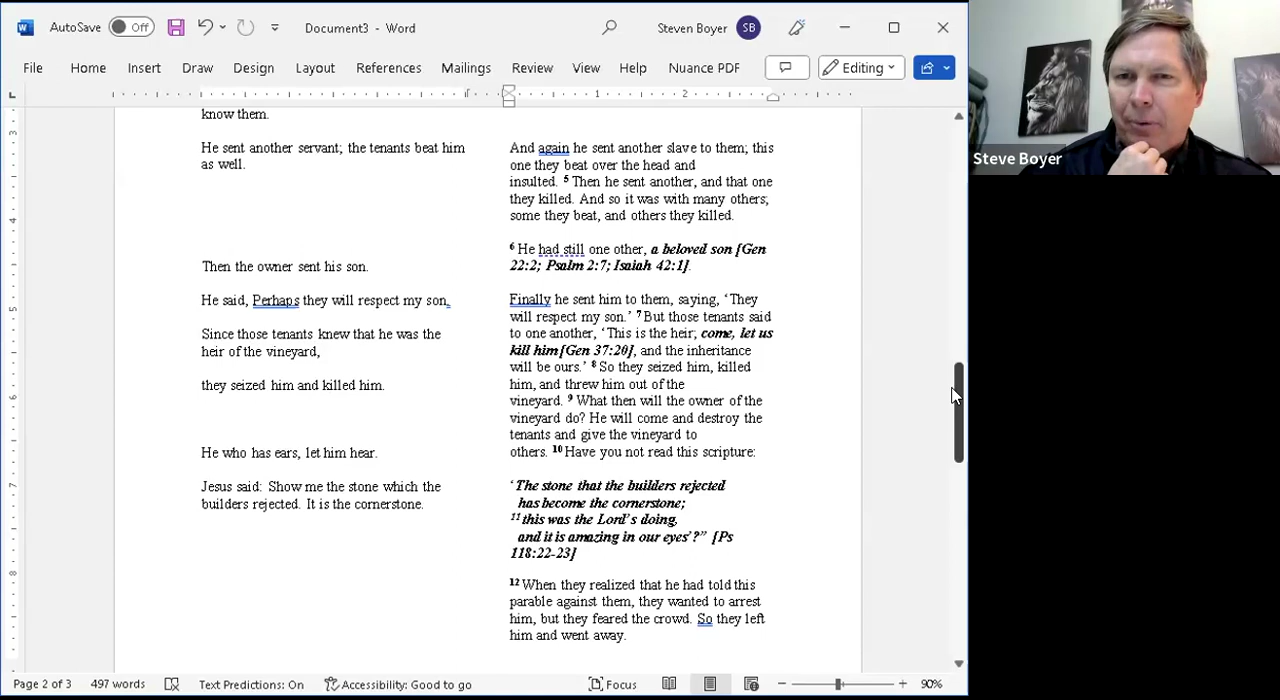 AutoSave Off Document3 - Word Steven Boyer SB
File Home Insert Draw Design Layout References Mailings Review View Help Nuance PDF Editing
1 2
know them.
He sent another servant; the tenants beat him
as well.
Then the owner sent his son.
He said, Perhaps they will respect my son.
Since those tenants knew that he was the
heir of the vineyard,
they seized him and killed him.
He who has ears, let him hear.
Jesus said: Show me the stone which the
builders rejected. It is the cornerstone.
And again he sent another slave to them; this
one they beat over the head and
insulted. 5 Then he sent another, and that one
they killed. And so it was with many others;
some they beat, and others they killed.
6 He had still one other, a beloved son [Gen
22:2; Psalm 2:7; Isaiah 42:1].
Finally he sent him to them, saying, ‘They
will respect my son.’ 7 But those tenants said
to one another, ‘This is the heir; come, let us
kill him [Gen 37:20], and the inheritance
will be ours.’ 8 So they seized him, killed
him, and threw him out of the
vineyard. 9 What then will the owner of the
vineyard do? He will come and destroy the
tenants and give the vineyard to
others. 10 Have you not read this scripture:
‘The stone that the builders rejected
has become the cornerstone;
11 this was the Lord’s doing,
and it is amazing in our eyes’?” [Ps
118:22-23]
12 When they realized that he had told this
parable against them, they wanted to arrest
him, but they feared the crowd. So they left
him and went away.
3
4
5
6
7
8
Page 2 of 3 497 words Text Predictions: On Accessibility: Good to go Focus 90%
Steve Boyer